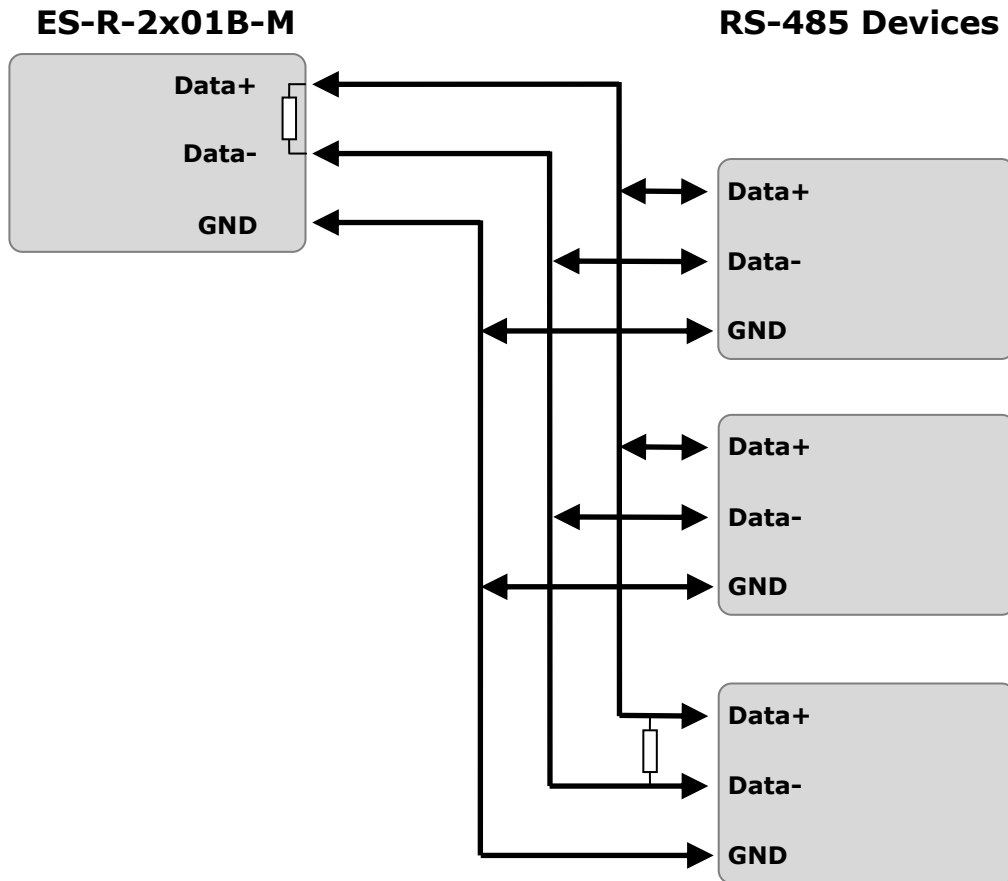 ES-R-2x01B-M
RS-485 Devices
Data+
Data-
GND
Data+
Data-
GND
Data+
Data-
GND
Data+
Data-
GND